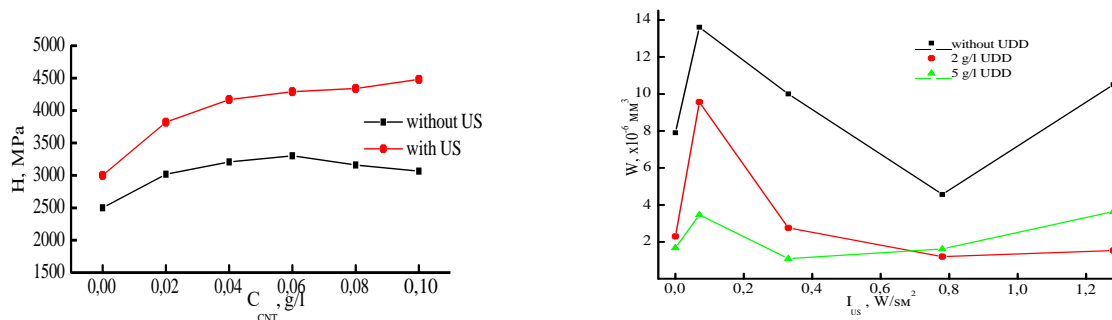 5000
4500
4000
3500
3000
2500
2000
1500
H, MPa
without US
with US
0,00 0,02 0,04 0,06 0,08 0,10
C CNT, g/l
14
12
10
8
6
4
2
W, x10-6 мм3
without UDD
2 g/l UDD
5 g/l UDD
0,0 0,2 0,4 0,6 0,8 1,0 1,2
I US, W/sм2